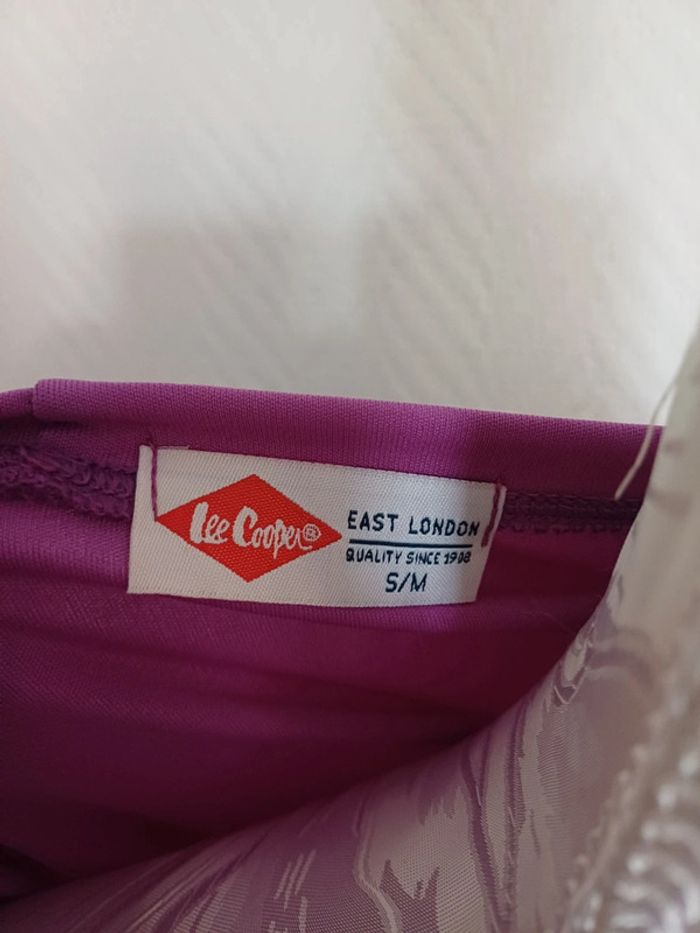 Lee Cooper®
EAST LONDON
QUALITY SINCE 1908
S/M